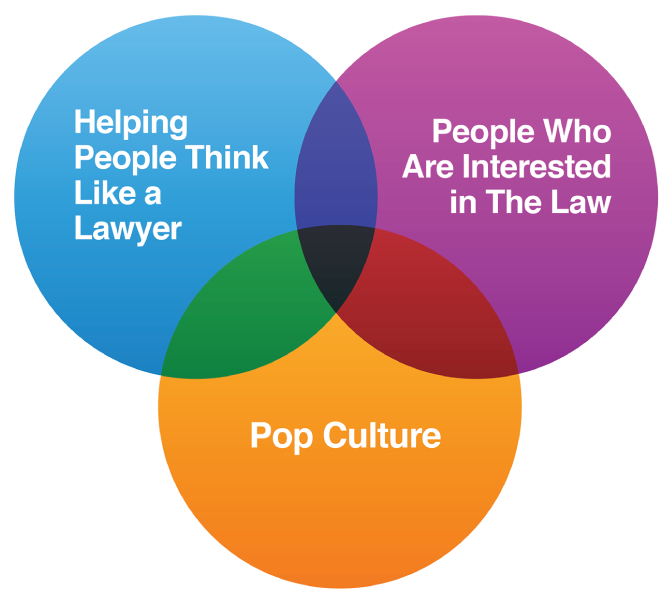 Helping
People Think
Like a
Lawyer
People Who
Are Interested
in The Law
Pop Culture